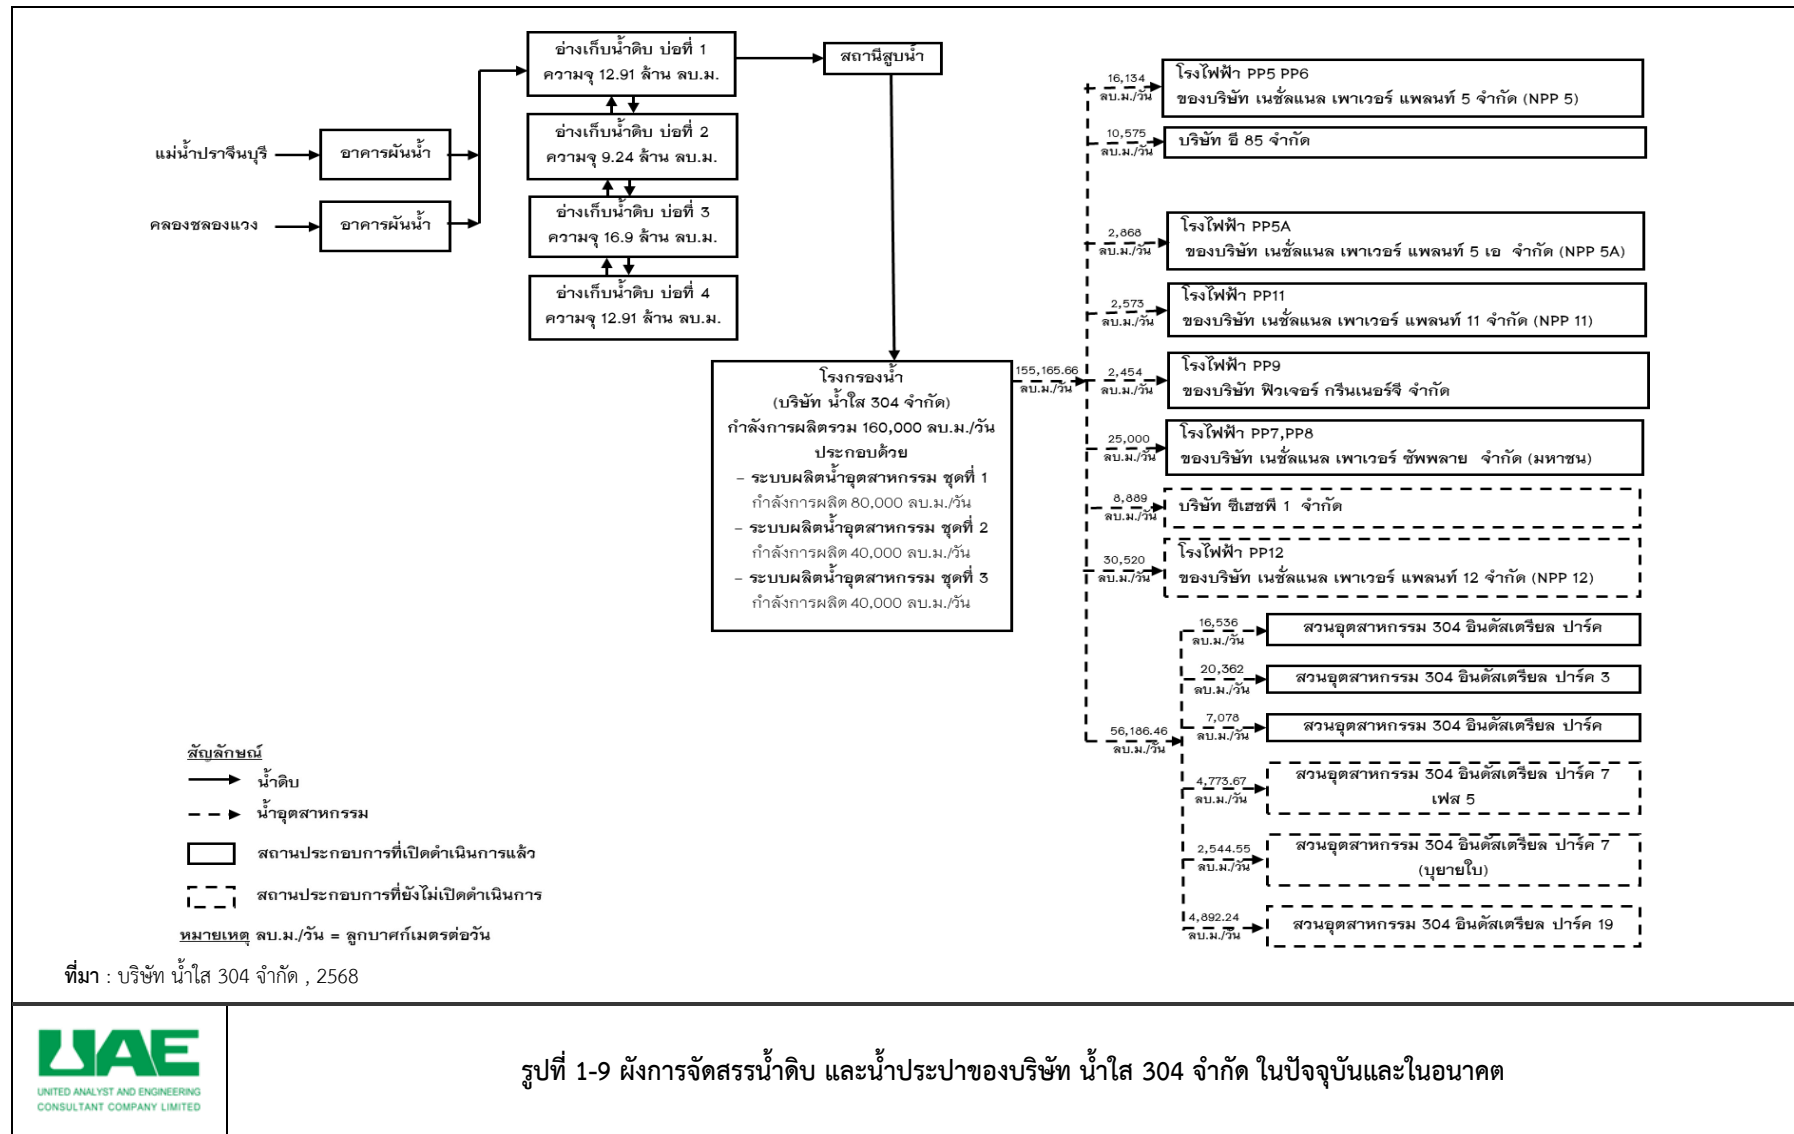 อ่างเก็บน้ำดิบ บ่อที่ 1
ความจุ 12.91 ล้าน ลบ.ม.
สถานีสูบน้ำ
อ่างเก็บน้ำดิบ บ่อที่ 2
ความจุ 9.24 ล้าน ลบ.ม.
แม่น้ำปราจีนบุรี
อาคารผันน้ำ
อ่างเก็บน้ำดิบ บ่อที่ 3
ความจุ 16.9 ล้าน ลบ.ม.
คลองชลองแวง
อาคารผันน้ำ
อ่างเก็บน้ำดิบ บ่อที่ 4
ความจุ 12.91 ล้าน ลบ.ม.
โรงกรองน้ำ
(บริษัท น้ำใส 304 จำกัด)
กำลังการผลิตรวม 160,000 ลบ.ม./วัน
ประกอบด้วย
– ระบบผลิตน้ำอุตสาหกรรม ชุดที่ 1
กำลังการผลิต 80,000 ลบ.ม./วัน
– ระบบผลิตน้ำอุตสาหกรรม ชุดที่ 2
กำลังการผลิต 40,000 ลบ.ม./วัน
– ระบบผลิตน้ำอุตสาหกรรม ชุดที่ 3
กำลังการผลิต 40,000 ลบ.ม./วัน
155,165.66
ลบ.ม./วัน
16,134
ลบ.ม./วัน
โรงไฟฟ้า PP5 PP6
ของบริษัท เนชั่లแนล เพาเวอร์ แพลนท์ 5 จำกัด (NPP 5)
10,575
ลบ.ม./วัน
บริษัท อี 85 จำกัด
2,868
ลบ.ม./วัน
โรงไฟฟ้า PP5A
ของบริษัท เนชั่ลแนล เพาเวอร์ แพลนท์ 5 เอ จำกัด (NPP 5A)
2,573
ลบ.ม./วัน
โรงไฟฟ้า PP11
ของบริษัท เนชั่ลแนล เพาเวอร์ แพลนท์ 11 จำกัด (NPP 11)
2,454
ลบ.ม./วัน
โรงไฟฟ้า PP9
ของบริษัท ฟิวเจอร์ กรีนเนอร์จี จำกัด
25,000
ลบ.ม./วัน
โรงไฟฟ้า PP7,PP8
ของบริษัท เนชั่ลแนล เพาเวอร์ ซัพพลาย จำกัด (มหาชน)
8,889
ลบ.ม./วัน
บริษัท ซีเฮชพี 1 จำกัด
30,520
ลบ.ม./วัน
โรงไฟฟ้า PP12
ของบริษัท เนชั่ลแนล เพาเวอร์ แพลนท์ 12 จำกัด (NPP 12)
56,186.46
ลบ.ม./วัน
16,536
ลบ.ม./วัน
สวนอุตสาหกรรม 304 อินดัสเตรียล ปาร์ค
20,362
ลบ.ม./วัน
สวนอุตสาหกรรม 304 อินดัสเตรียล ปาร์ค 3
7,078
ลบ.ม./วัน
สวนอุตสาหกรรม 304 อินดัสเตรียล ปาร์ค
4,773.67
ลบ.ม./วัน
สวนอุตสาหกรรม 304 อินดัสเตรียล ปาร์ค 7
เฟส 5
2,544.55
ลบ.ม./วัน
สวนอุตสาหกรรม 304 อินดัสเตรียล ปาร์ค 7
(บุยายใบ)
4,892.24
ลบ.ม./วัน
สวนอุตสาหกรรม 304 อินดัสเตรียล ปาร์ค 19
สัญลักษณ์
น้ำดิบ
น้ำอุตสาหกรรม
สถานประกอบการที่เปิดดำเนินการแล้ว
สถานประกอบการที่ยังไม่เปิดดำเนินการ
หมายเหตุ ลบ.ม./วัน = ลูกบาศก์เมตรต่อวัน
ที่มา : บริษัท น้ำใส 304 จำกัด , 2568
UAE
UNITED ANALYST AND ENGINEERING
CONSULTANT COMPANY LIMITED
รูปที่ 1-9 ผังการจัดสรรน้ำดิบ และน้ำประปาของบริษัท น้ำใส 304 จำกัด ในปัจจุบันและในอนาคต